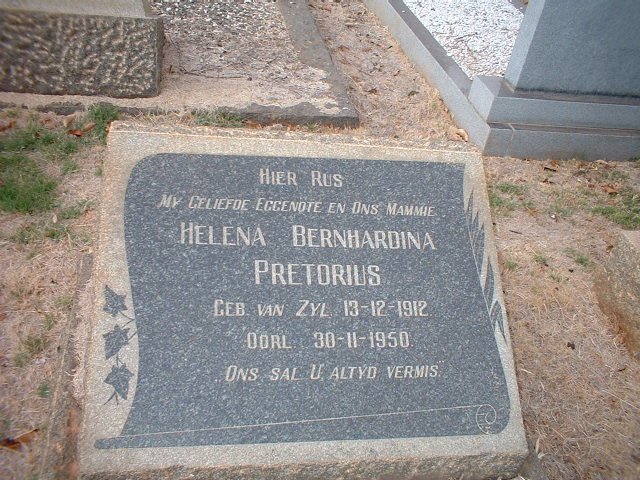 HIER RUS
MY GELIEFDE EGGENOTE EN ONS MAMMIE.
HELENA BERNHARDINA
PRETORIUS
GEB. VAN ZYL. 13-12-1912.
OORL. 30-11-1950.
ONS SAL U ALTYD VERMIS.